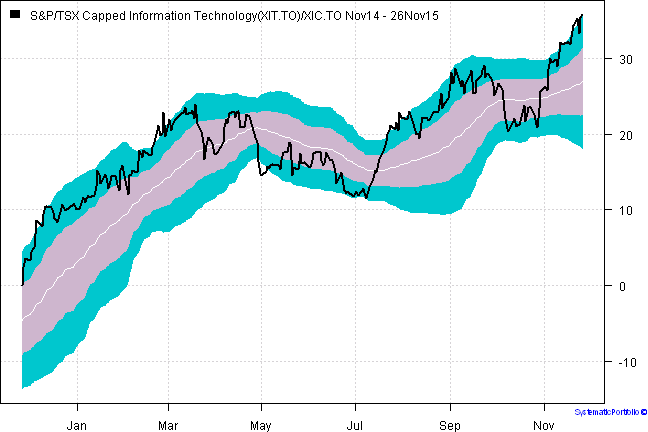 S&P/TSX Capped Information Technology(XIT.TO)/XIC.TO Nov14 - 26Nov15
30
20
10
0
-10
Jan Mar May Jul Sep Nov
SystematicPortfolio ©